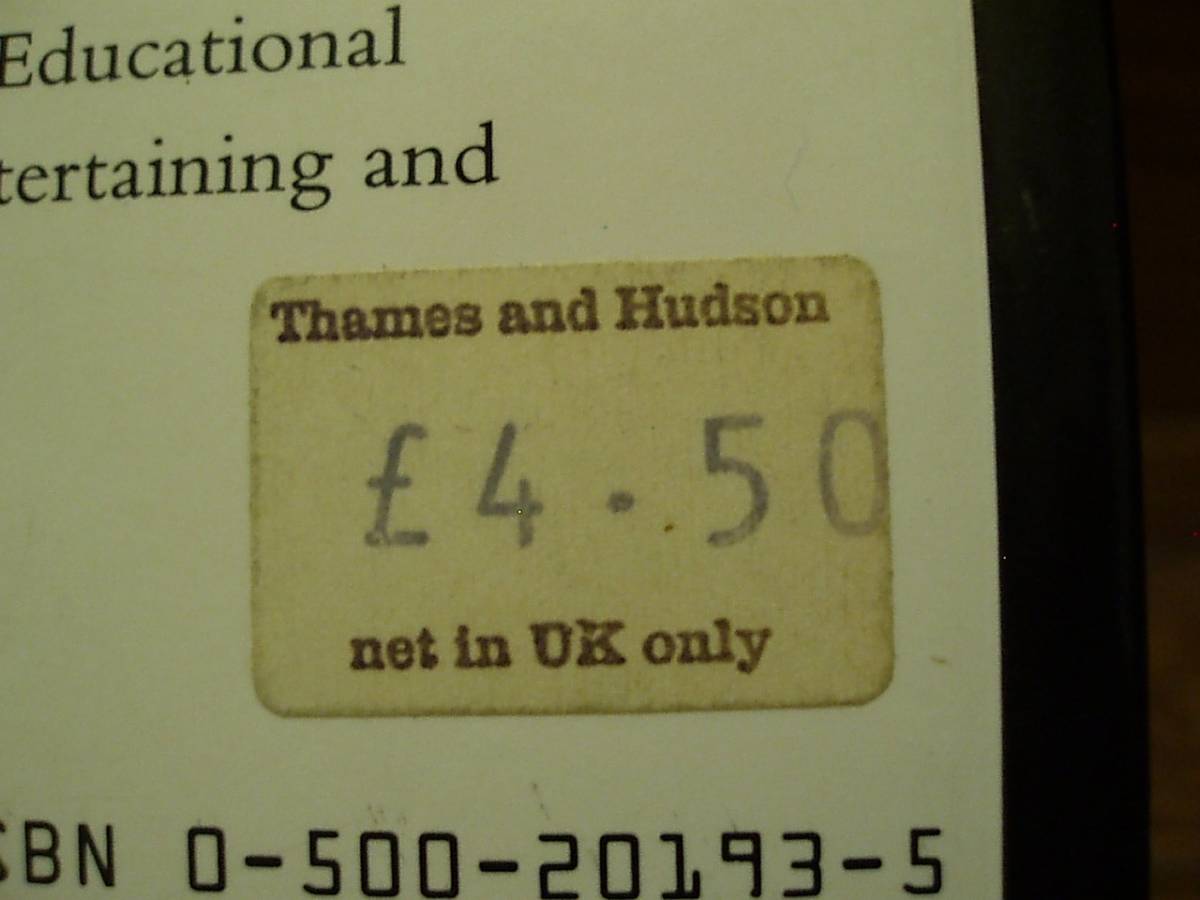 Educational
tertaining and
Thames and Hudson
£4.50
net in UK only
SBN 0-500-20193-5